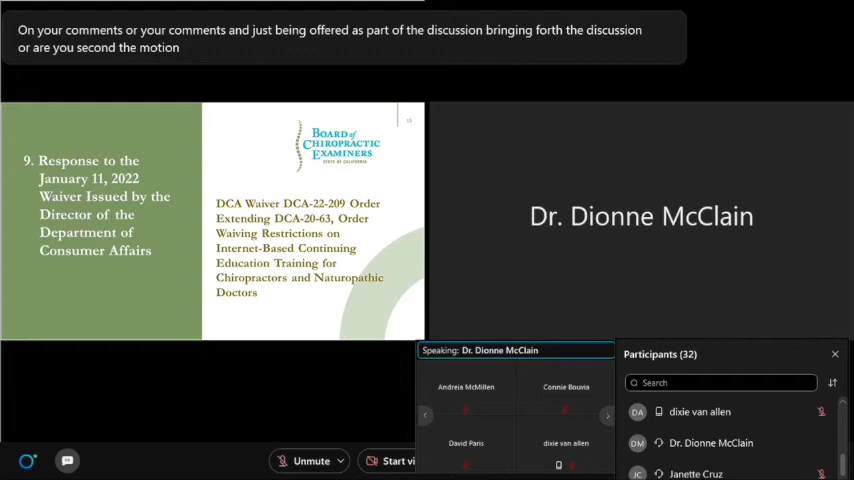 On your comments or your comments and just being offered as part of the discussion bringing forth the discussion
or are you second the motion
15
9. Response to the
January 11, 2022
Waiver Issued by the
Director of the
Department of
Consumer Affairs
BOARD of
CHIROPRACTIC
EXAMINERS
STATE OF CALIFORNIA
DCA Waiver DCA-22-209 Order
Extending DCA-20-63, Order
Waiving Restrictions on
Internet-Based Continuing
Education Training for
Chiropractors and Naturopathic
Doctors
Dr. Dionne McClain
Speaking: Dr. Dionne McClain
Andreia McMillen
Connie Bouvia
David Paris
dixie van allen
Participants (32)
Search
DA dixie van allen
DM Dr. Dionne McClain
JC Janette Cruz
Unmute
Start vi